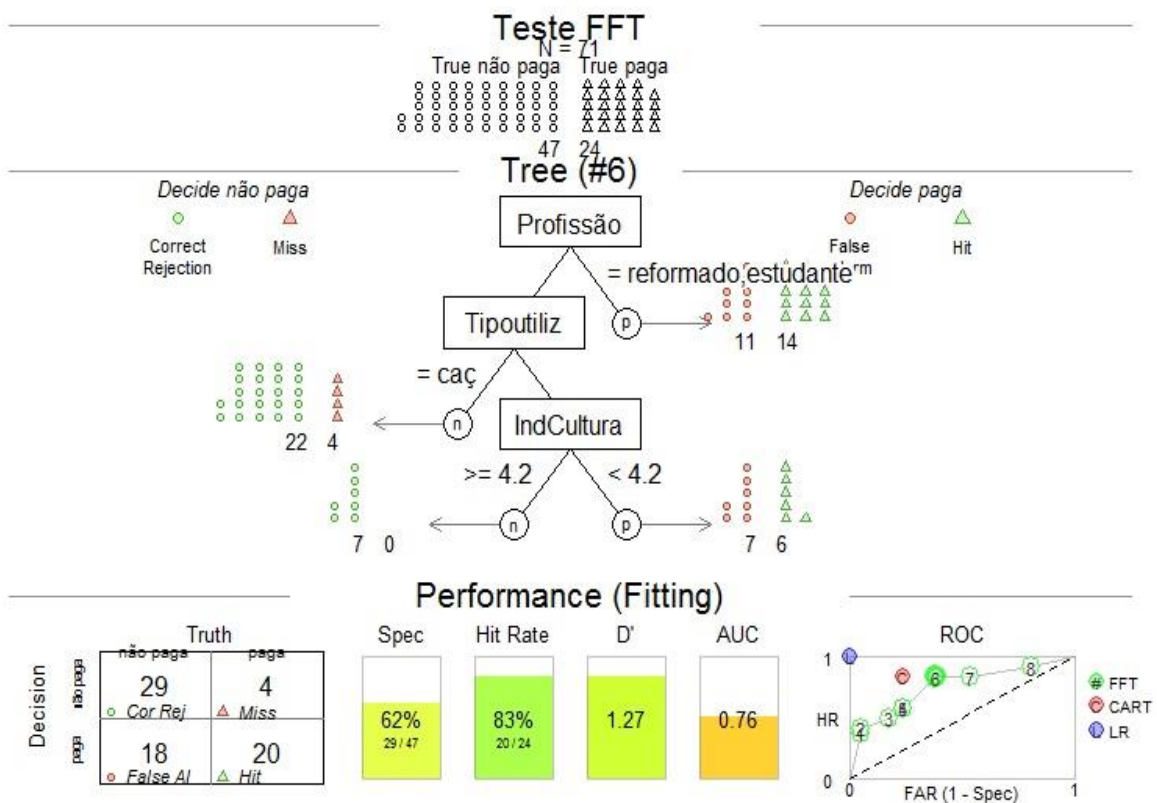 Teste FFT
N = 71
True não paga True paga
47 24
Tree (#6)
Decide não paga
Decide paga
Correct Rejection
Miss
False
Hit
Profissão
= reformado,estudante
p
11 14
Tipoutiliz
= caç
n
22 4
IndCultura
>= 4.2 < 4.2
n p
7 0
7 6
Performance (Fitting)
Truth
não paga paga
Decision
não paga
29 4
Cor Rej Miss
paga
18 20
False Al Hit
Spec
62%
29 / 47
Hit Rate
83%
20 / 24
D'
1.27
AUC
0.76
ROC
1
HR
0
0 1
FAR (1 - Spec)
2
3
6
7
8
# FFT
C CART
L LR